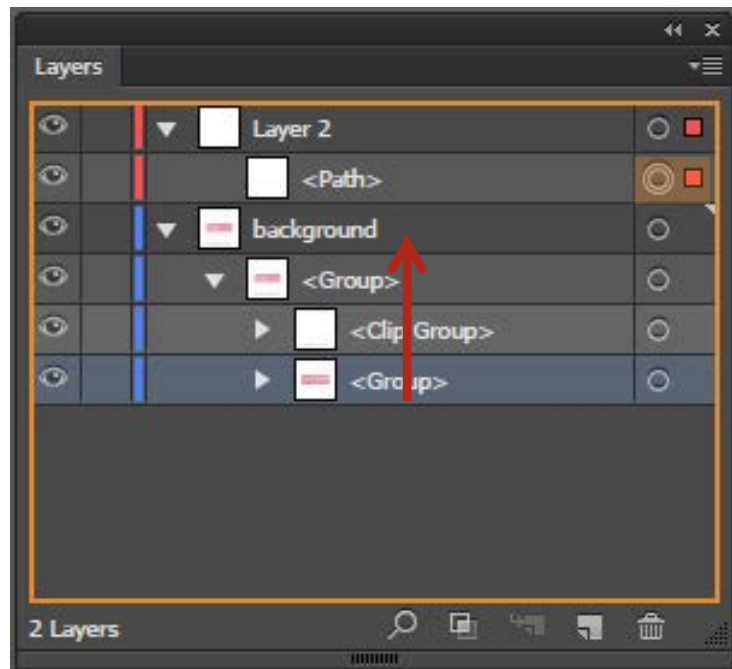 Layers
Layer 2
<Path>
background
<Group>
<Clip Group>
<Group>
2 Layers